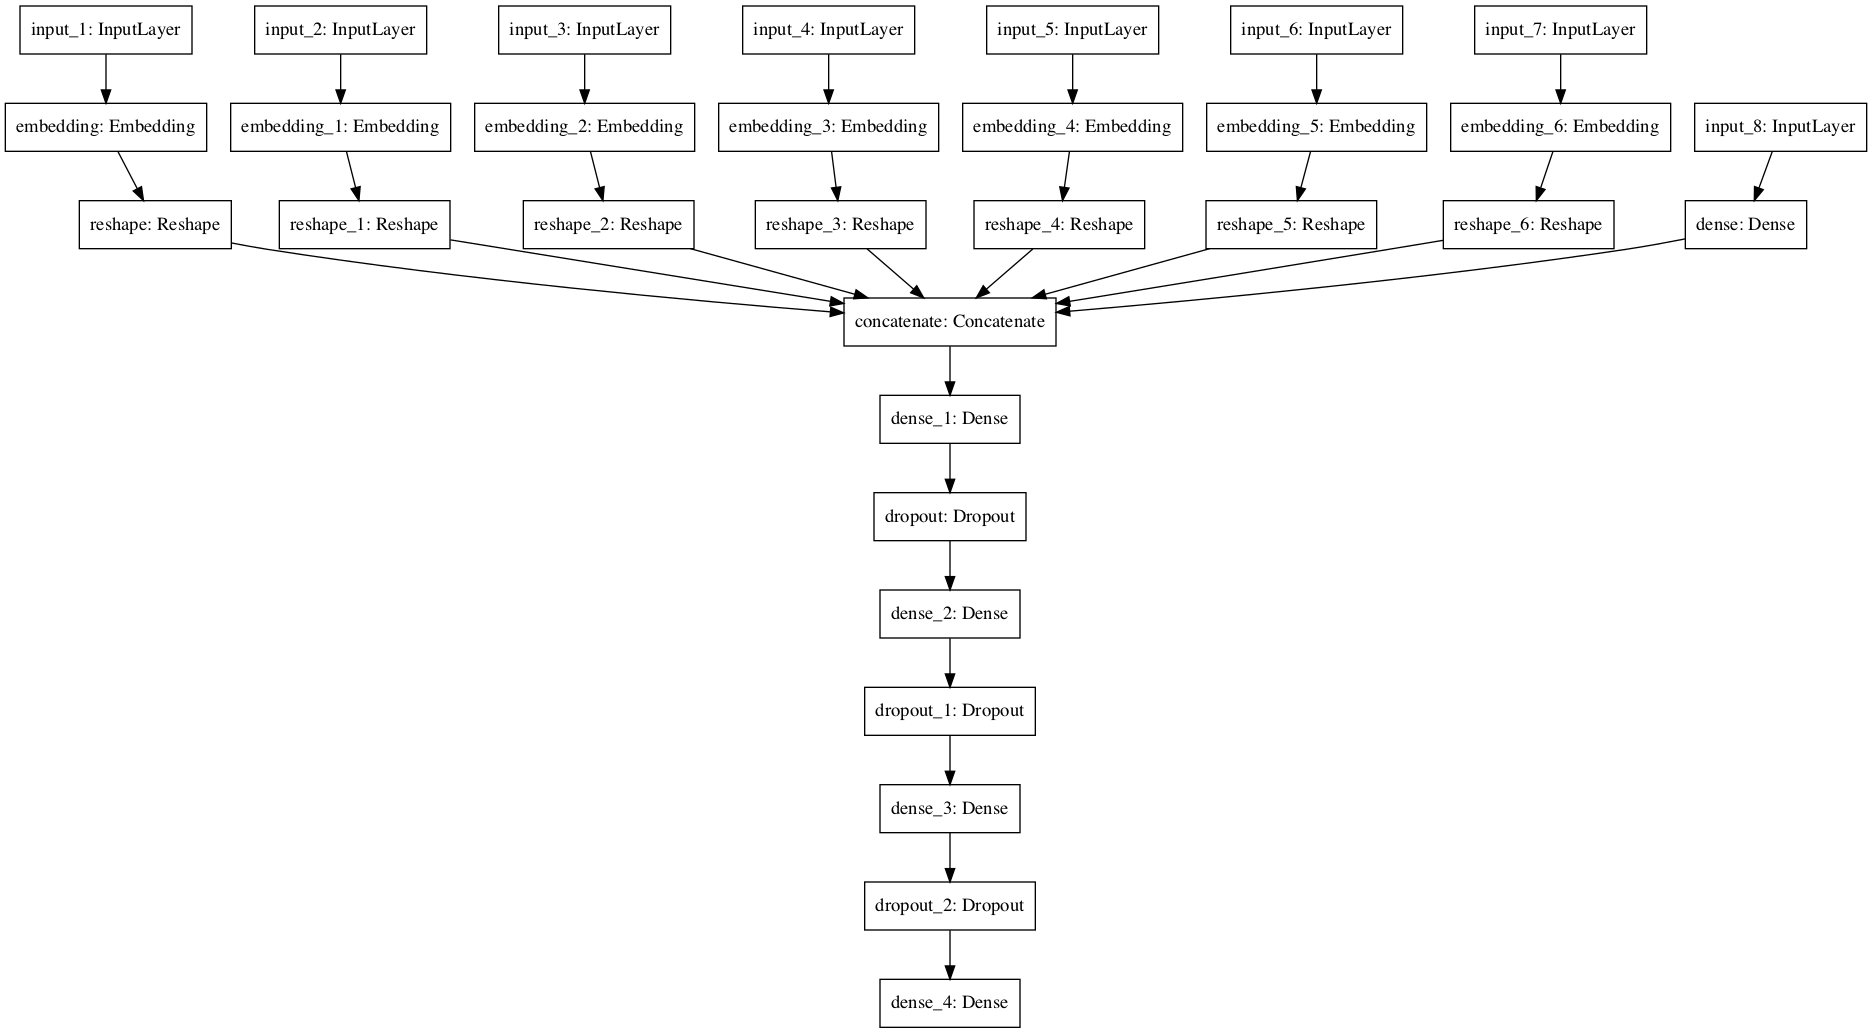 input_1: InputLayer
input_2: InputLayer
input_3: InputLayer
input_4: InputLayer
input_5: InputLayer
input_6: InputLayer
input_7: InputLayer
embedding: Embedding
embedding_1: Embedding
embedding_2: Embedding
embedding_3: Embedding
embedding_4: Embedding
embedding_5: Embedding
embedding_6: Embedding
input_8: InputLayer
reshape: Reshape
reshape_1: Reshape
reshape_2: Reshape
reshape_3: Reshape
reshape_4: Reshape
reshape_5: Reshape
reshape_6: Reshape
dense: Dense
concatenate: Concatenate
dense_1: Dense
dropout: Dropout
dense_2: Dense
dropout_1: Dropout
dense_3: Dense
dropout_2: Dropout
dense_4: Dense